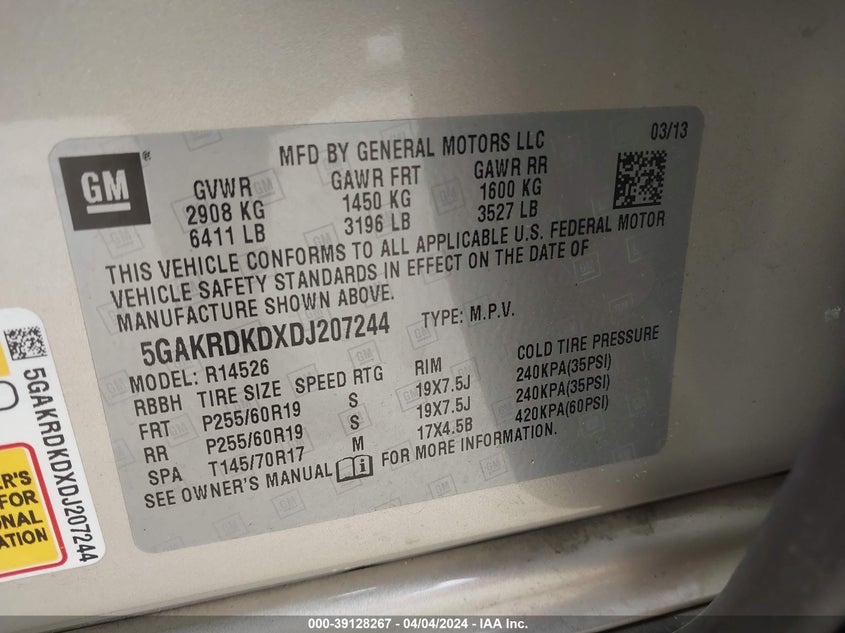 GM
®
MFD BY GENERAL MOTORS LLC
03/13
GVWR GAWR FRT GAWR RR
2908 KG 1450 KG 1600 KG
6411 LB 3196 LB 3527 LB
THIS VEHICLE CONFORMS TO ALL APPLICABLE U.S. FEDERAL MOTOR
VEHICLE SAFETY STANDARDS IN EFFECT ON THE DATE OF
MANUFACTURE SHOWN ABOVE.
5GAKRDKDXDJ207244 TYPE: M.P.V.
MODEL: R14526
RBBH TIRE SIZE SPEED RTG RIM COLD TIRE PRESSURE
FRT P255/60R19 S 19X7.5J 240KPA(35PSI)
RR P255/60R19 S 19X7.5J 240KPA(35PSI)
SPA T145/70R17 M 17X4.5B 420KPA(60PSI)
SEE OWNER'S MANUAL FOR MORE INFORMATION.
5GAKRDKDXDJ207244
ER'S
FOR
ONAL
ATION
000-39128267 - 04/04/2024 - IAA Inc.